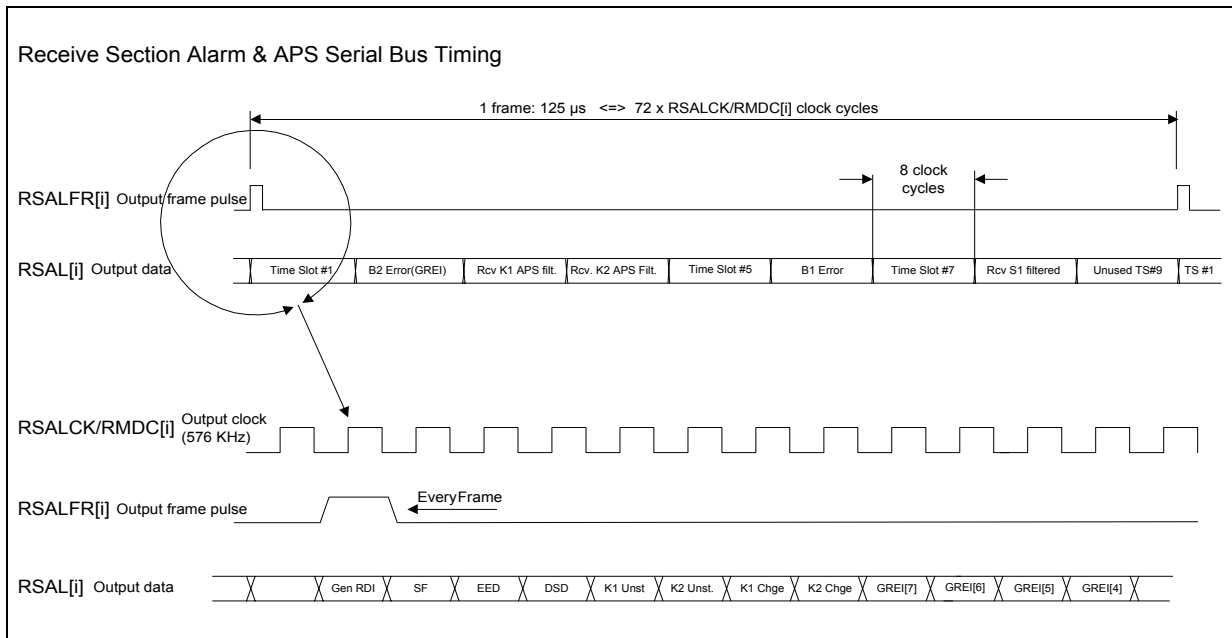 Receive Section Alarm & APS Serial Bus Timing
1 frame: 125 µs <=> 72 x RSALCK/RMDC[i] clock cycles
8 clock
cycles
RSALFR[i] Output frame pulse
RSAL[i] Output data
Time Slot #1
B2 Error(GREI)
Rcv K1 APS filt.
Rcv. K2 APS Filt.
Time Slot #5
B1 Error
Time Slot #7
Rcv S1 filtered
Unused TS#9
TS #1
RSALCK/RMDC[i] Output clock
(576 KHz)
RSALFR[i] Output frame pulse
EveryFrame
RSAL[i] Output data
Gen RDI
SF
EED
DSD
K1 Unst
K2 Unst.
K1 Chge
K2 Chge
GREI[7]
GREI[6]
GREI[5]
GREI[4]